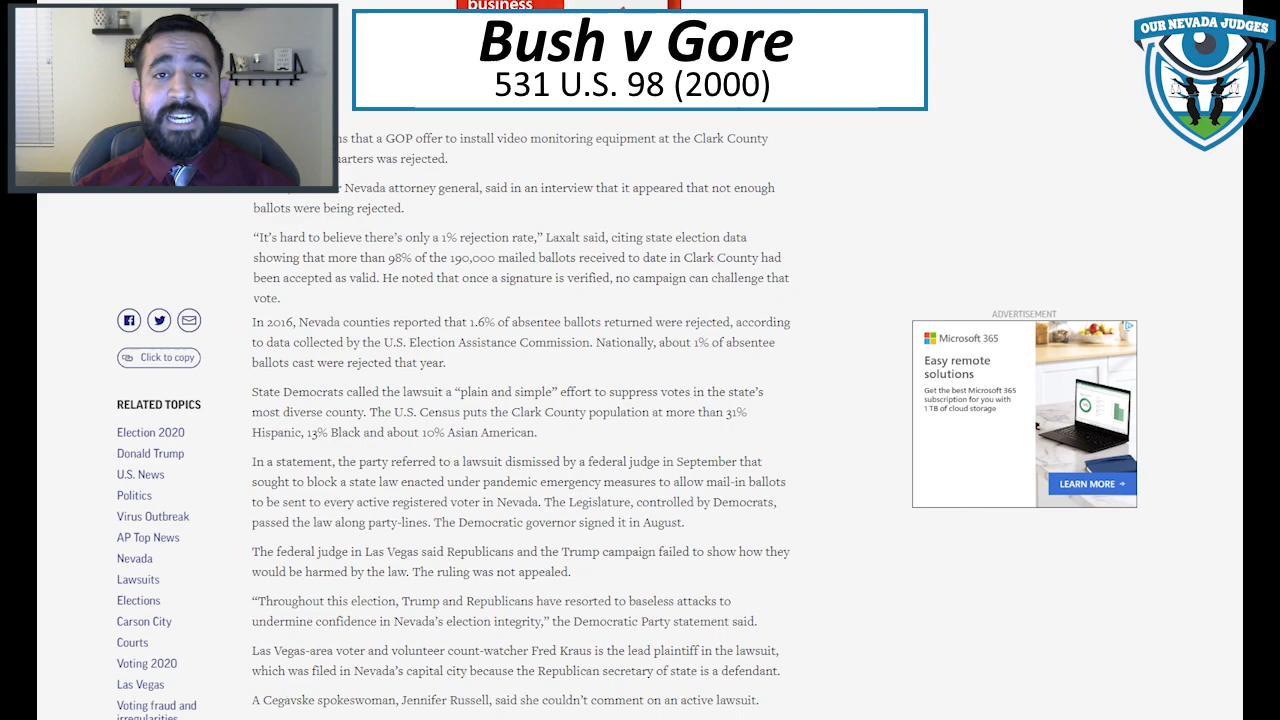 business
Bush v Gore
531 U.S. 98 (2000)
OUR NEVADA JUDGES
that a GOP offer to install video monitoring equipment at the Clark County
was rejected.
Nevada attorney general, said in an interview that it appeared that not enough
ballots were being rejected.
“It’s hard to believe there’s only a 1% rejection rate,” Laxalt said, citing state election data
showing that more than 98% of the 190,000 mailed ballots received to date in Clark County had
been accepted as valid. He noted that once a signature is verified, no campaign can challenge that
vote.
In 2016, Nevada counties reported that 1.6% of absentee ballots returned were rejected, according
to data collected by the U.S. Election Assistance Commission. Nationally, about 1% of absentee
ballots cast were rejected that year.
State Democrats called the lawsuit a “plain and simple” effort to suppress votes in the state’s
most diverse county. The U.S. Census puts the Clark County population at more than 31%
Hispanic, 13% Black and about 10% Asian American.
In a statement, the party referred to a lawsuit dismissed by a federal judge in September that
sought to block a state law enacted under pandemic emergency measures to allow mail-in ballots
to be sent to every active registered voter in Nevada. The Legislature, controlled by Democrats,
passed the law along party-lines. The Democratic governor signed it in August.
The federal judge in Las Vegas said Republicans and the Trump campaign failed to show how they
would be harmed by the law. The ruling was not appealed.
“Throughout this election, Trump and Republicans have resorted to baseless attacks to
undermine confidence in Nevada’s election integrity,” the Democratic Party statement said.
Las Vegas-area voter and volunteer count-watcher Fred Kraus is the lead plaintiff in the lawsuit,
which was filed in Nevada’s capital city because the Republican secretary of state is a defendant.
A Cegavske spokeswoman, Jennifer Russell, said she couldn’t comment on an active lawsuit.
Click to copy
RELATED TOPICS
Election 2020
Donald Trump
U.S. News
Politics
Virus Outbreak
AP Top News
Nevada
Lawsuits
Elections
Carson City
Courts
Voting 2020
Las Vegas
Voting fraud and
irregularities
ADVERTISEMENT
Microsoft 365
Easy remote
solutions
Get the best Microsoft 365
subscription for you with
1 TB of cloud storage
LEARN MORE